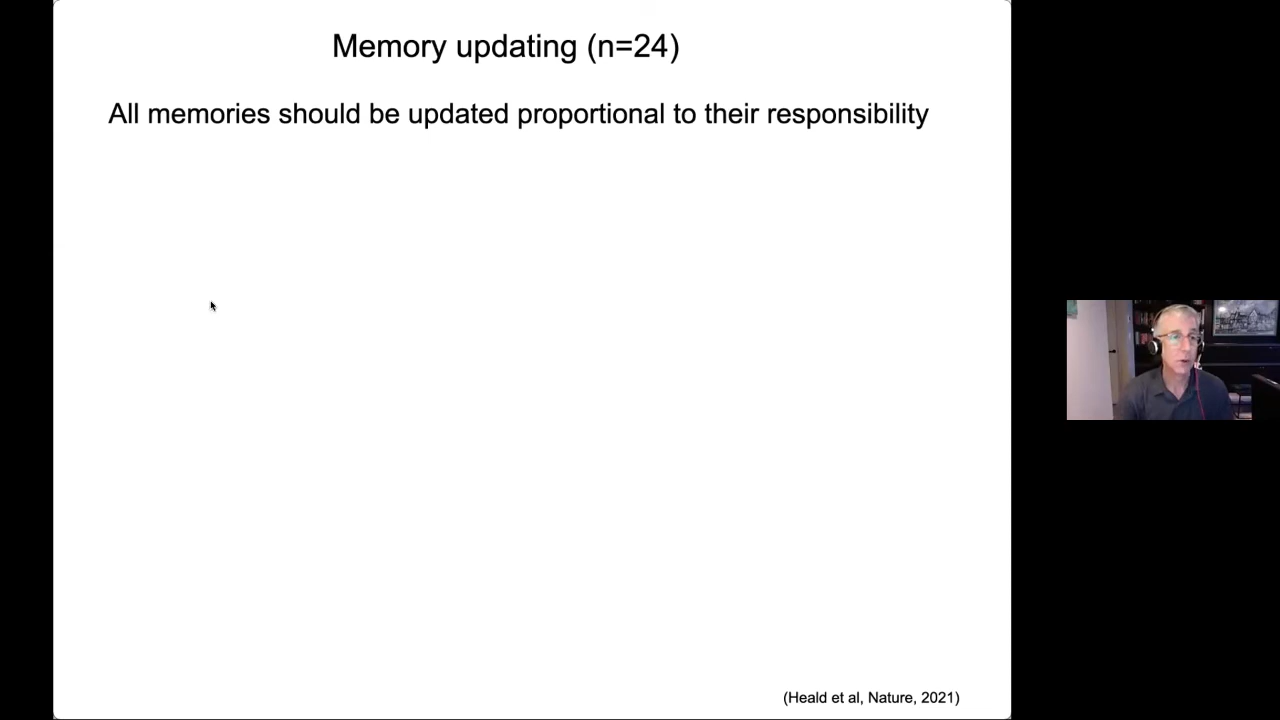 Memory updating (n=24)
All memories should be updated proportional to their responsibility
(Heald et al, Nature, 2021)